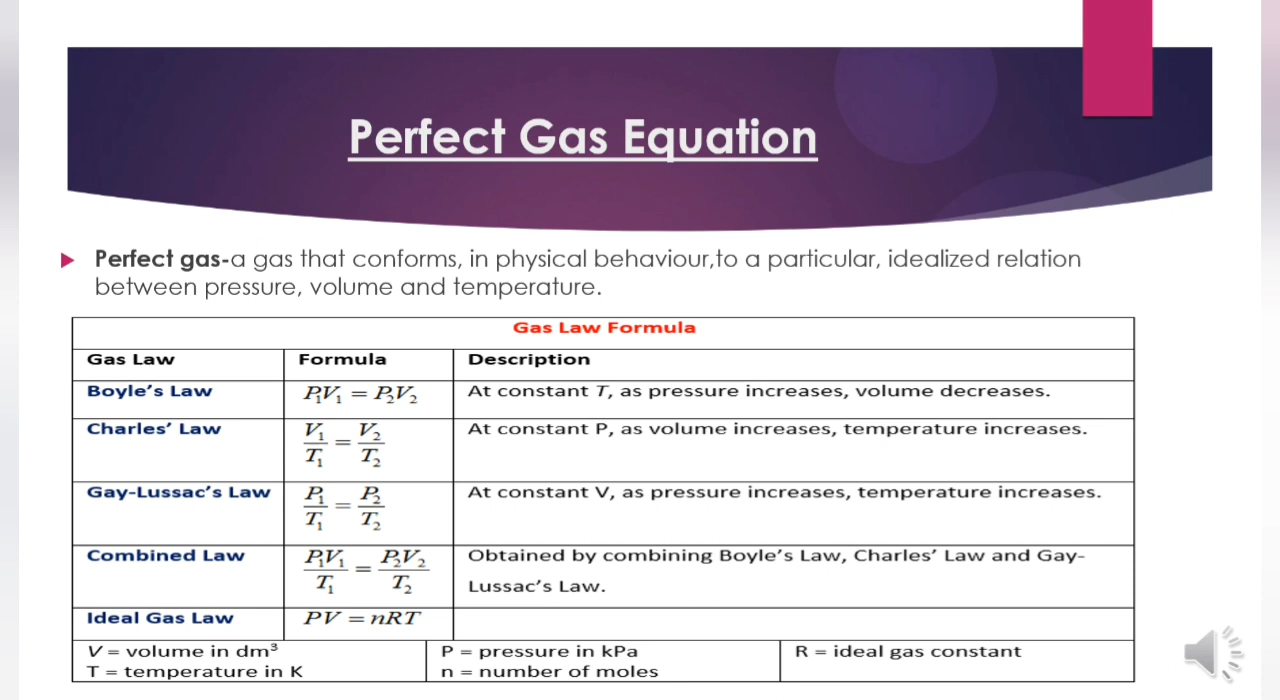 Perfect Gas Equation
Perfect gas-a gas that conforms, in physical behaviour,to a particular, idealized relation
between pressure, volume and temperature.
Gas Law Formula
Gas Law Formula Description
Boyle's Law P₁V₁ = P₂V₂ At constant T, as pressure increases, volume decreases.
Charles' Law V₁/T₁ = V₂/T₂ At constant P, as volume increases, temperature increases.
Gay-Lussac's Law P₁/T₁ = P₂/T₂ At constant V, as pressure increases, temperature increases.
Combined Law P₁V₁/T₁ = P₂V₂/T₂ Obtained by combining Boyle's Law, Charles' Law and Gay-
Lussac's Law.
Ideal Gas Law PV = nRT
V = volume in dm³ P = pressure in kPa R = ideal gas constant
T = temperature in K n = number of moles